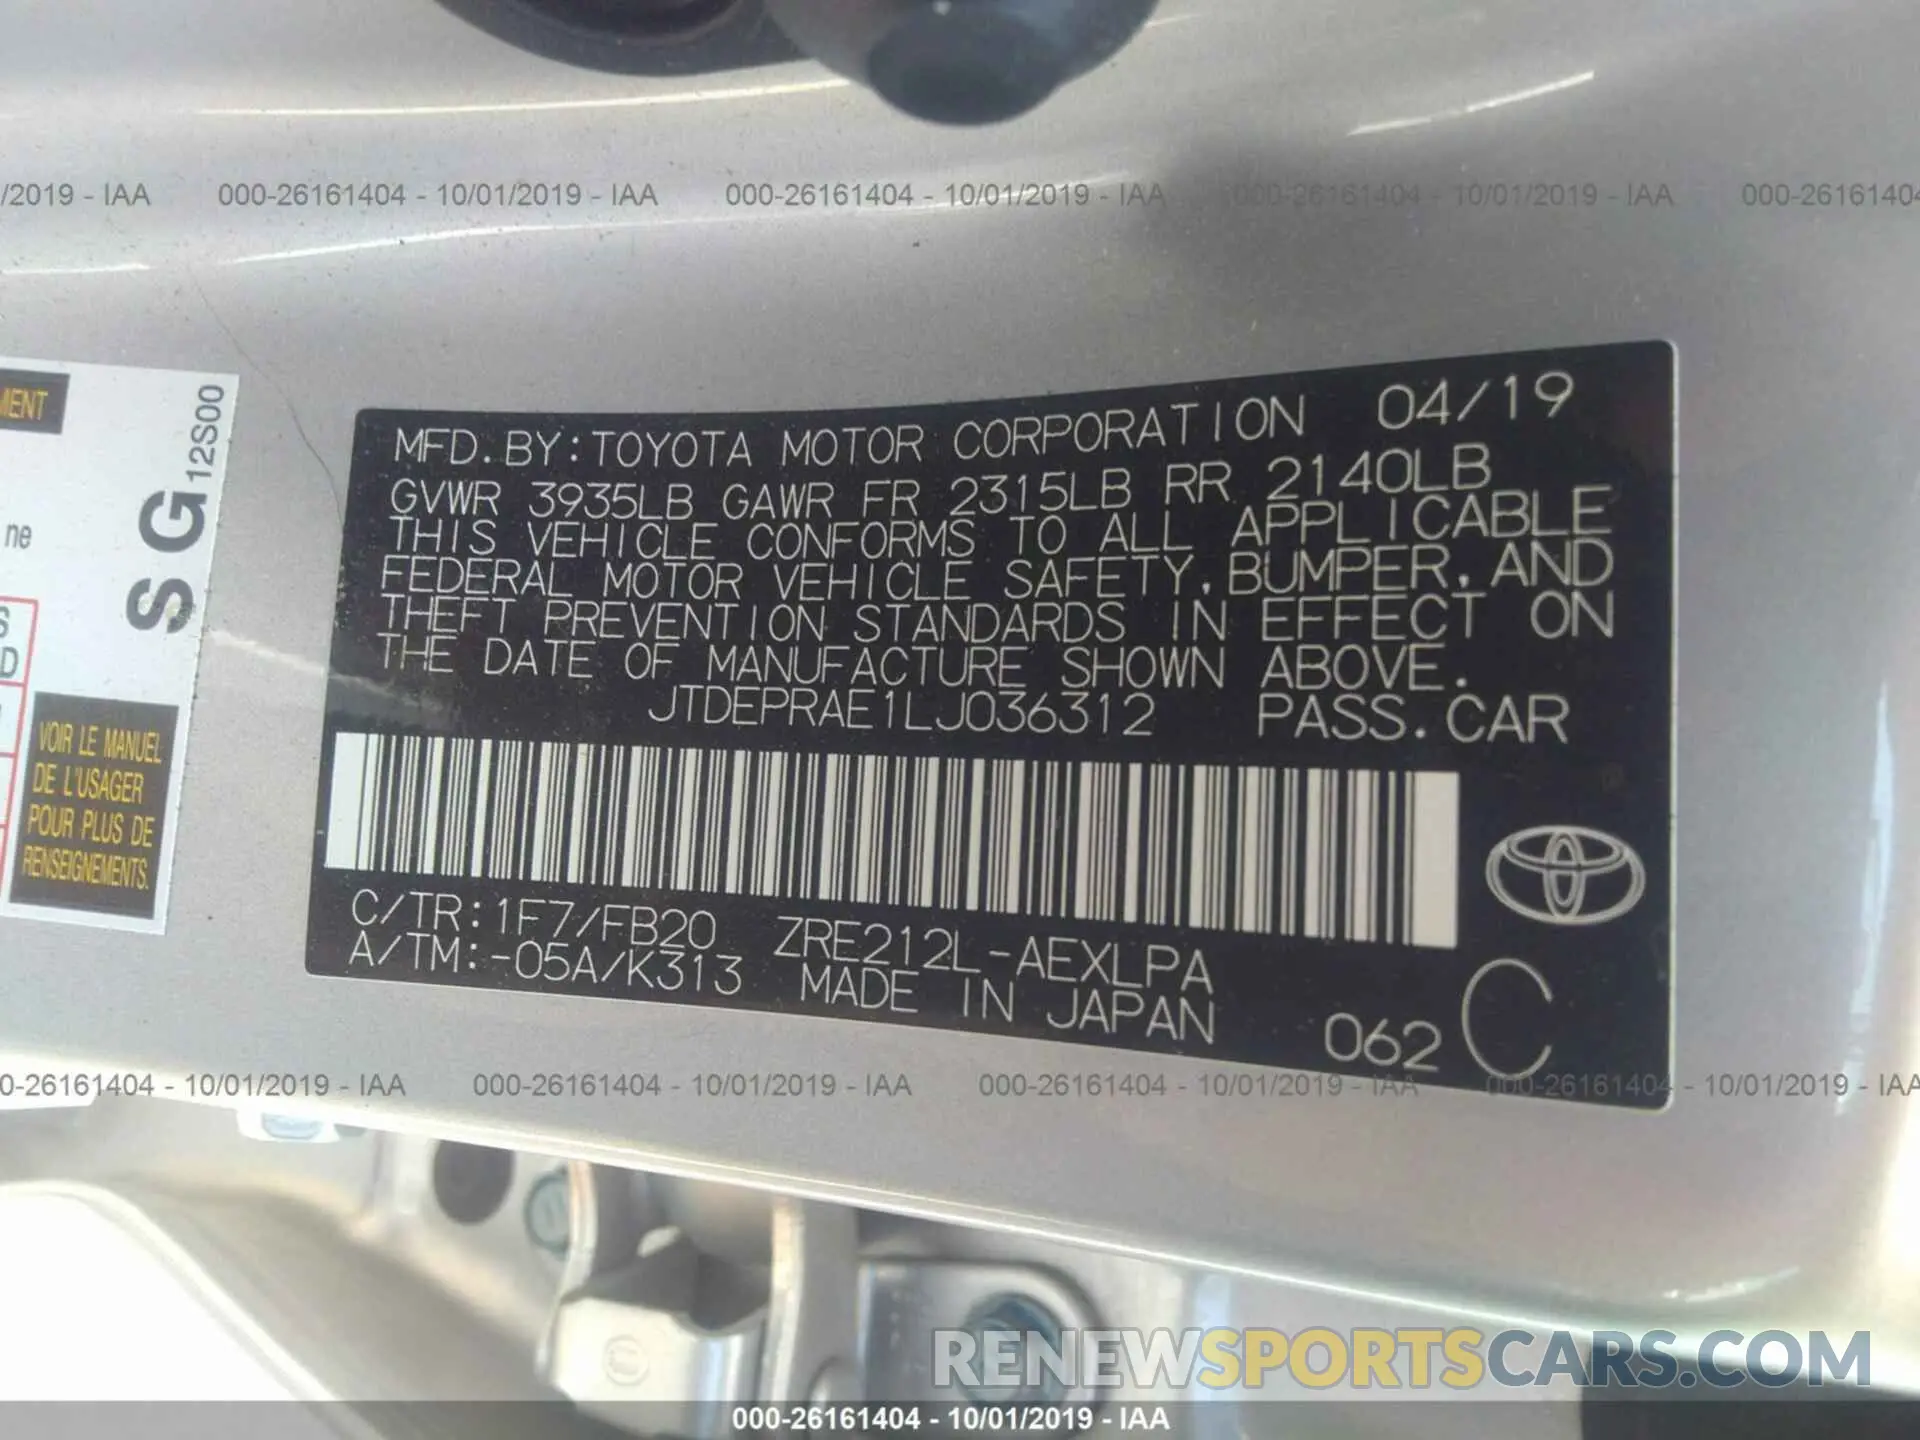 /2019 - IAA 000-26161404 - 10/01/2019 - IAA 000-26161404 - 10/01/2019 - IAA 000-26161404 - 10/01/2019 - IAA 000-26161404
MENT
SG12S00
ne
S
D
VOIR LE MANUEL
DE L'USAGER
POUR PLUS DE
RENSEIGNEMENTS.
MFD. BY: TOYOTA MOTOR CORPORATION 04/19
GVWR 3935LB GAWR FR 2315LB RR 2140LB
THIS VEHICLE CONFORMS TO ALL APPLICABLE
FEDERAL MOTOR VEHICLE SAFETY, BUMPER, AND
THEFT PREVENTION STANDARDS IN EFFECT ON
THE DATE OF MANUFACTURE SHOWN ABOVE.
JTDEPRAE1LJ036312 PASS. CAR
C/TR: 1F7/FB20 ZRE212L-AEXLPA
A/TM: -05A/K313 MADE IN JAPAN
062 C
0-26161404 - 10/01/2019 - IAA 000-26161404 - 10/01/2019 - IAA 000-26161404 - 10/01/2019 - IAA 000-26161404 - 10/01/2019 - IAA
RENEWSPORTSCARS.COM
000-26161404 - 10/01/2019 - IAA